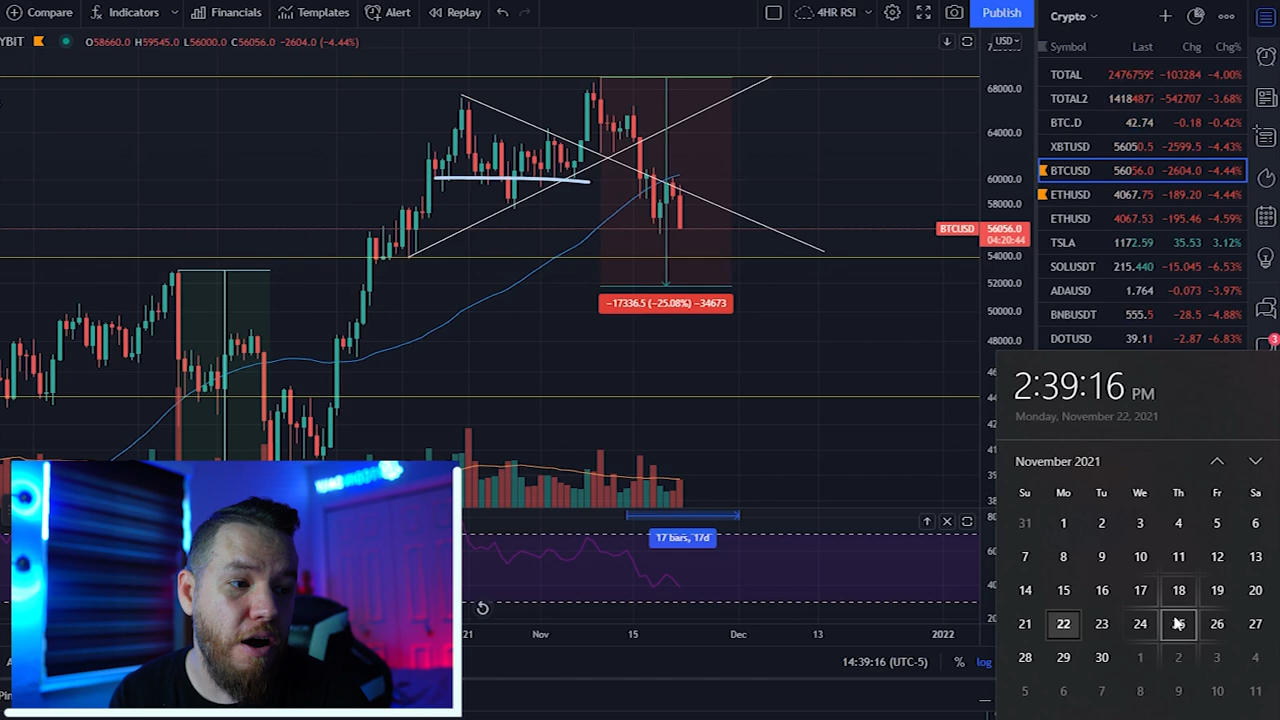 Compare Indicators Financials Templates Alert Replay 4HR RSI Publish Crypto
YBIT O58660.0 H59545.0 L56000.0 C56056.0 -2604.0 (-4.44%) USD
Symbol Last Chg Chg%
TOTAL 24767595 -103284 -4.00%
TOTAL2 14184877 -542707 -3.68%
BTC.D 42.74 -0.18 -0.42%
XBTUSD 56050.5 -2599.5 -4.43%
BTCUSD 56056.0 -2604.0 -4.44%
ETHUSD 4067.75 -189.20 -4.59%
ETHUSD 4067.53 -195.46 -4.59%
TSLA 1172.59 35.53 3.12%
SOLUSDT 215.440 -15.045 -6.53%
ADAUSD 1.764 -0.073 -3.97%
BNBUSDT 555.5 -28.5 -4.88%
DOTUSD 39.11 -2.87 -6.83%
3
68000.0
64000.0
60000.0
58000.0
BTCUSD 56056.0
04:20:44
54000.0
52000.0
50000.0
48000.0
−17336.5 (−25.08%) −34673
17 bars, 17d
21 Nov 15 Dec 13 2022
14:39:16 (UTC-5) % log
2:39:16 PM
Monday, November 22, 2021
November 2021
Su Mo Tu We Th Fr Sa
31 1 2 3 4 5 6
7 8 9 10 11 12 13
14 15 16 17 18 19 20
21 22 23 24 25 26 27
28 29 30 1 2 3 4
5 6 7 8 9 10 11